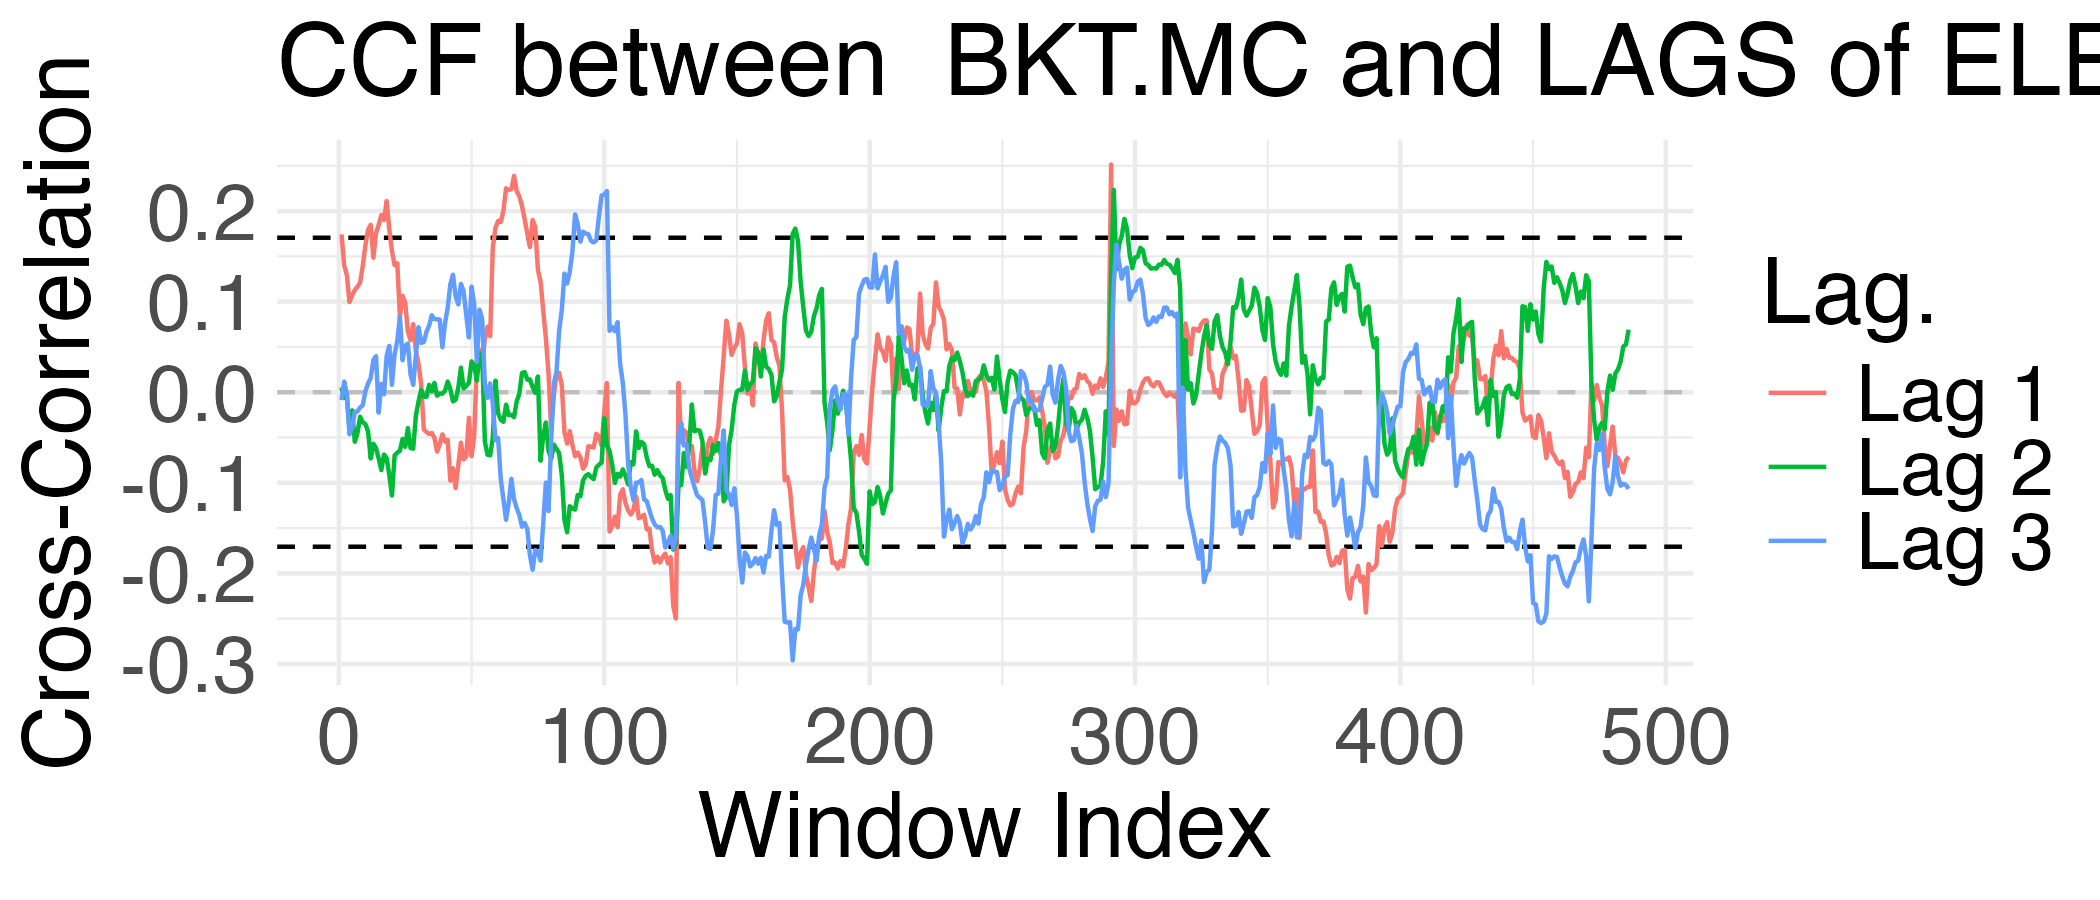 CCF between  BKT.MC and LAGS of ELE
Cross-Correlation
0.2
0.1
0.0
-0.1
-0.2
-0.3
0 100 200 300 400 500
Window Index
Lag.
Lag 1
Lag 2
Lag 3